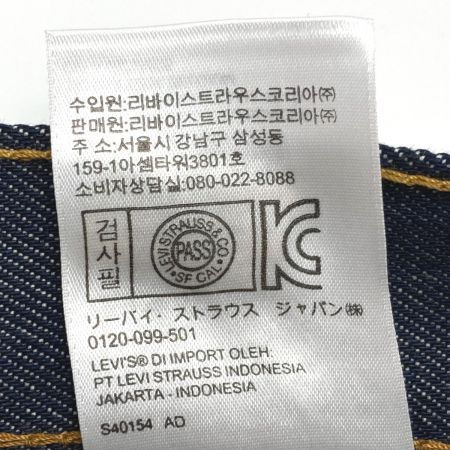 수입원:리바이스트라우스코리아㈜
판매원:리바이스트라우스코리아㈜
주 소:서울시 강남구 삼성동
159-1아셈타워3801호
소비자상담실:080-022-8088
검사필
LEVI STRAUSS & CO.
PASS
SF CAL
KC
リーバイ・ストラウス ジャパン㈱
0120-099-501
LEVI'S® DI IMPORT OLEH:
PT LEVI STRAUSS INDONESIA
JAKARTA - INDONESIA
S40154 AD